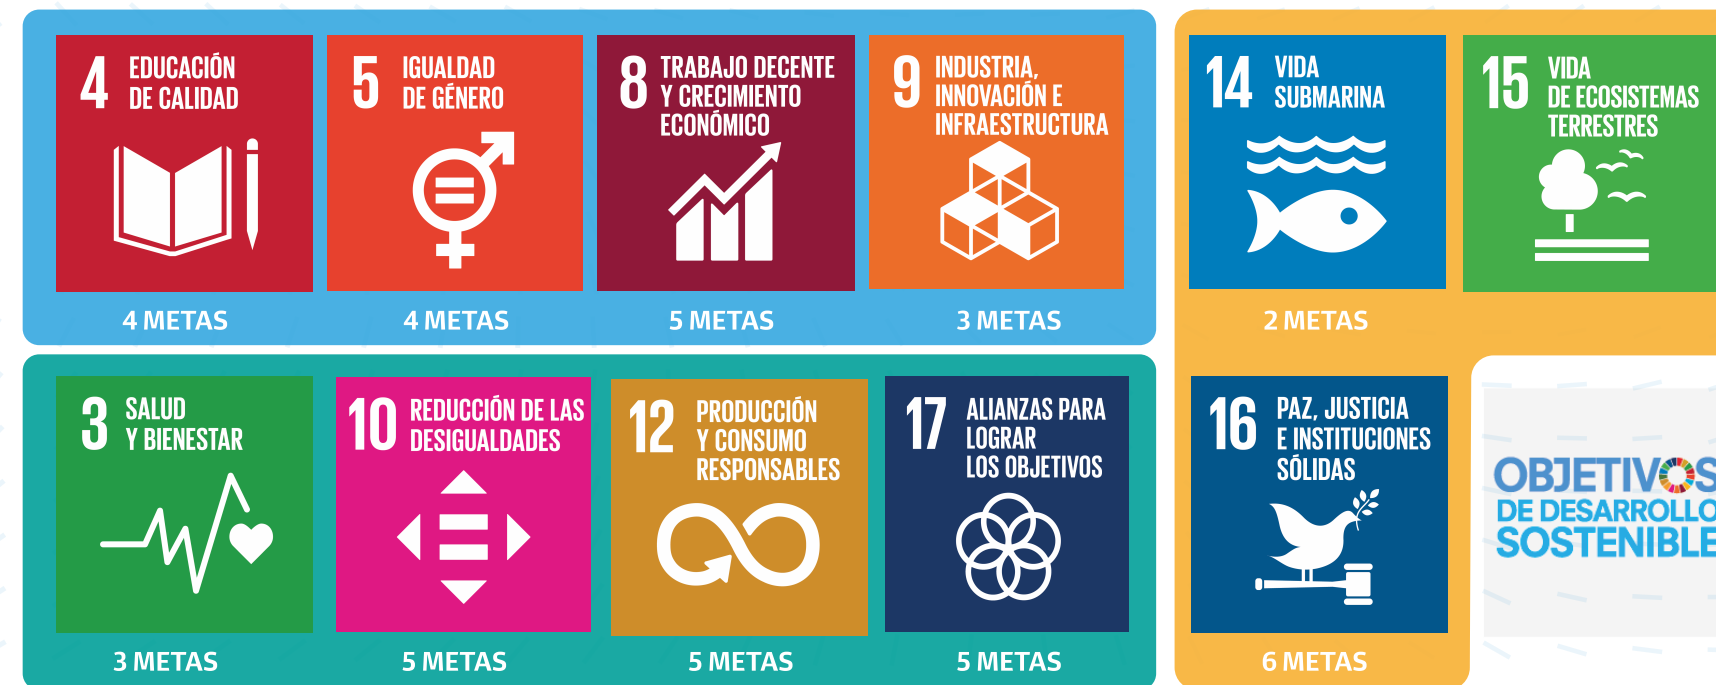 4 EDUCACIÓN
DE CALIDAD
4 METAS
5 IGUALDAD
DE GÉNERO
4 METAS
8 TRABAJO DECENTE
Y CRECIMIENTO
ECONÓMICO
5 METAS
9 INDUSTRIA,
INNOVACIÓN E
INFRAESTRUCTURA
3 METAS
14 VIDA
SUBMARINA
2 METAS
15 VIDA
DE ECOSISTEMAS
TERRESTRES
3 SALUD
Y BIENESTAR
3 METAS
10 REDUCCIÓN DE LAS
DESIGUALDADES
5 METAS
12 PRODUCCIÓN
Y CONSUMO
RESPONSABLES
5 METAS
17 ALIANZAS PARA
LOGRAR
LOS OBJETIVOS
5 METAS
16 PAZ, JUSTICIA
E INSTITUCIONES
SÓLIDAS
6 METAS
OBJETIVOS
DE DESARROLLO
SOSTENIBLE